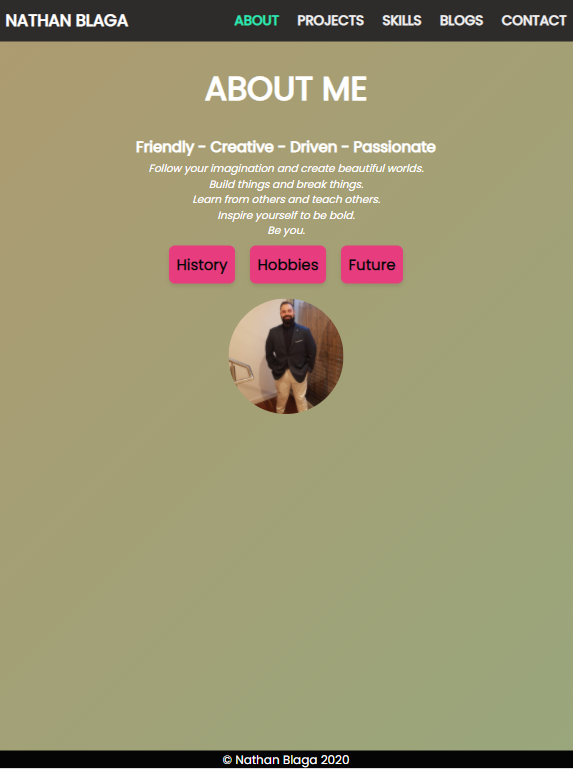 NATHAN BLAGA ABOUT PROJECTS SKILLS BLOGS CONTACT
ABOUT ME
Friendly - Creative - Driven - Passionate
Follow your imagination and create beautiful worlds.
Build things and break things.
Learn from others and teach others.
Inspire yourself to be bold.
Be you.
History Hobbies Future
© Nathan Blaga 2020